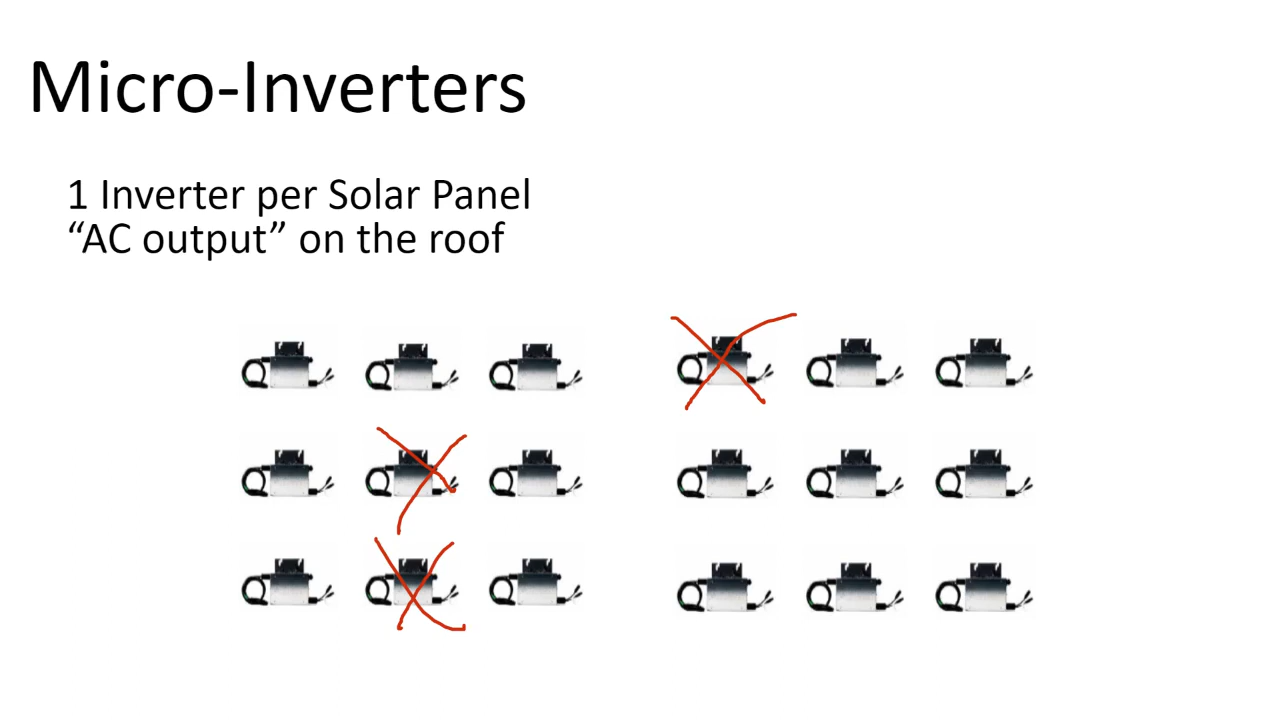 Micro-Inverters
1 Inverter per Solar Panel
“AC output” on the roof